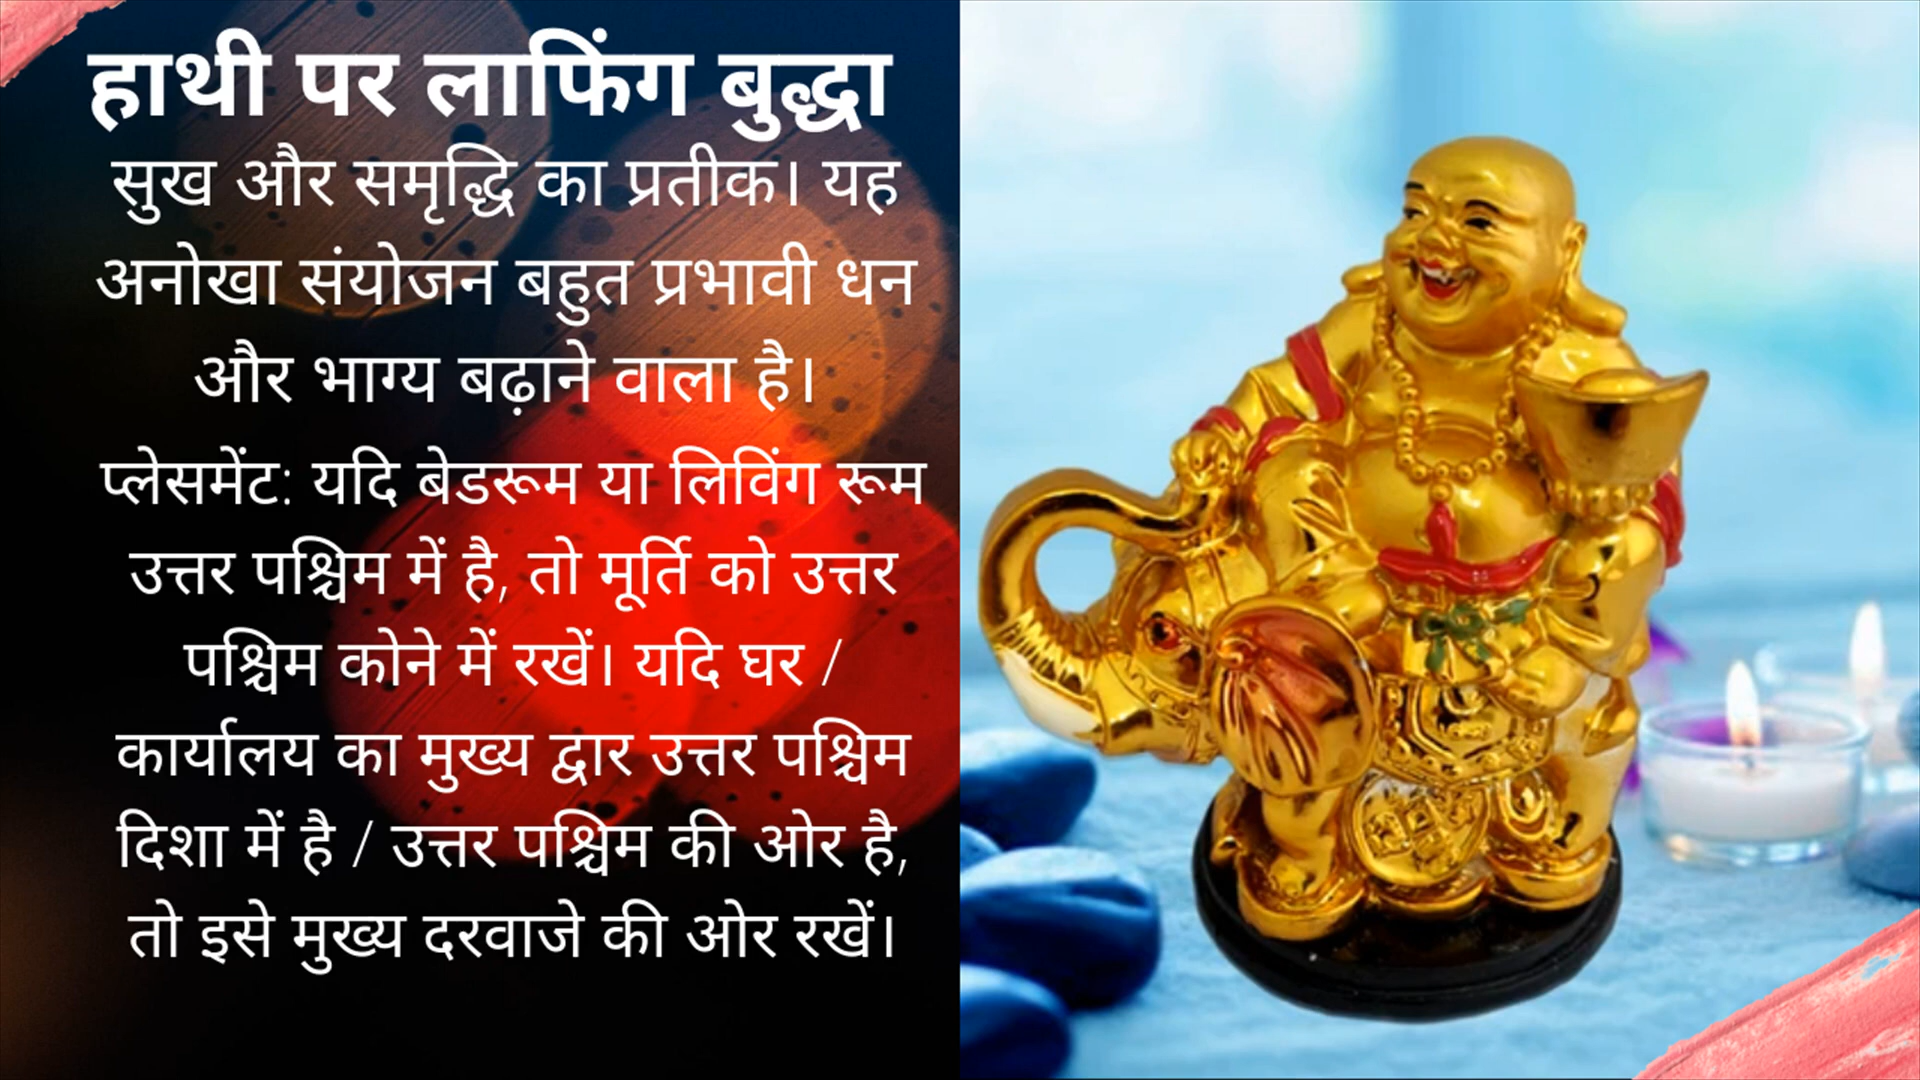 हाथी पर लाफिंग बुद्धा
सुख और समृद्धि का प्रतीक। यह
अनोखा संयोजन बहुत प्रभावी धन
और भाग्य बढ़ाने वाला है।
प्लेसमेंट: यदि बेडरूम या लिविंग रूम
उत्तर पश्चिम में है, तो मूर्ति को उत्तर
पश्चिम कोने में रखें। यदि घर /
कार्यालय का मुख्य द्वार उत्तर पश्चिम
दिशा में है / उत्तर पश्चिम की ओर है,
तो इसे मुख्य दरवाजे की ओर रखें।